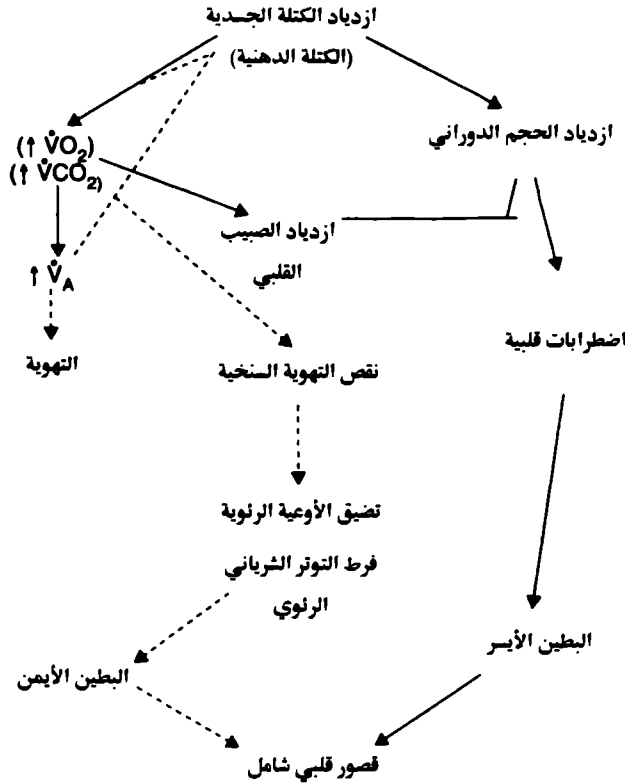 ازدياد الكتلة الجسدية
(الكتلة الدهنية)
ازدياد الحجم الدوراني
(↑ V̇O₂)
(↑ V̇CO₂)
ازدياد الصبيب
القلبي
↑ V̇A
اضطرابات قلبية
نقص التهوية السنخية
التهوية
تضيق الأوعية الرئوية
فرط التوتر الشرياني
الرئوي
البطين الأيسر
البطين الأيمن
قصور قلبي شامل